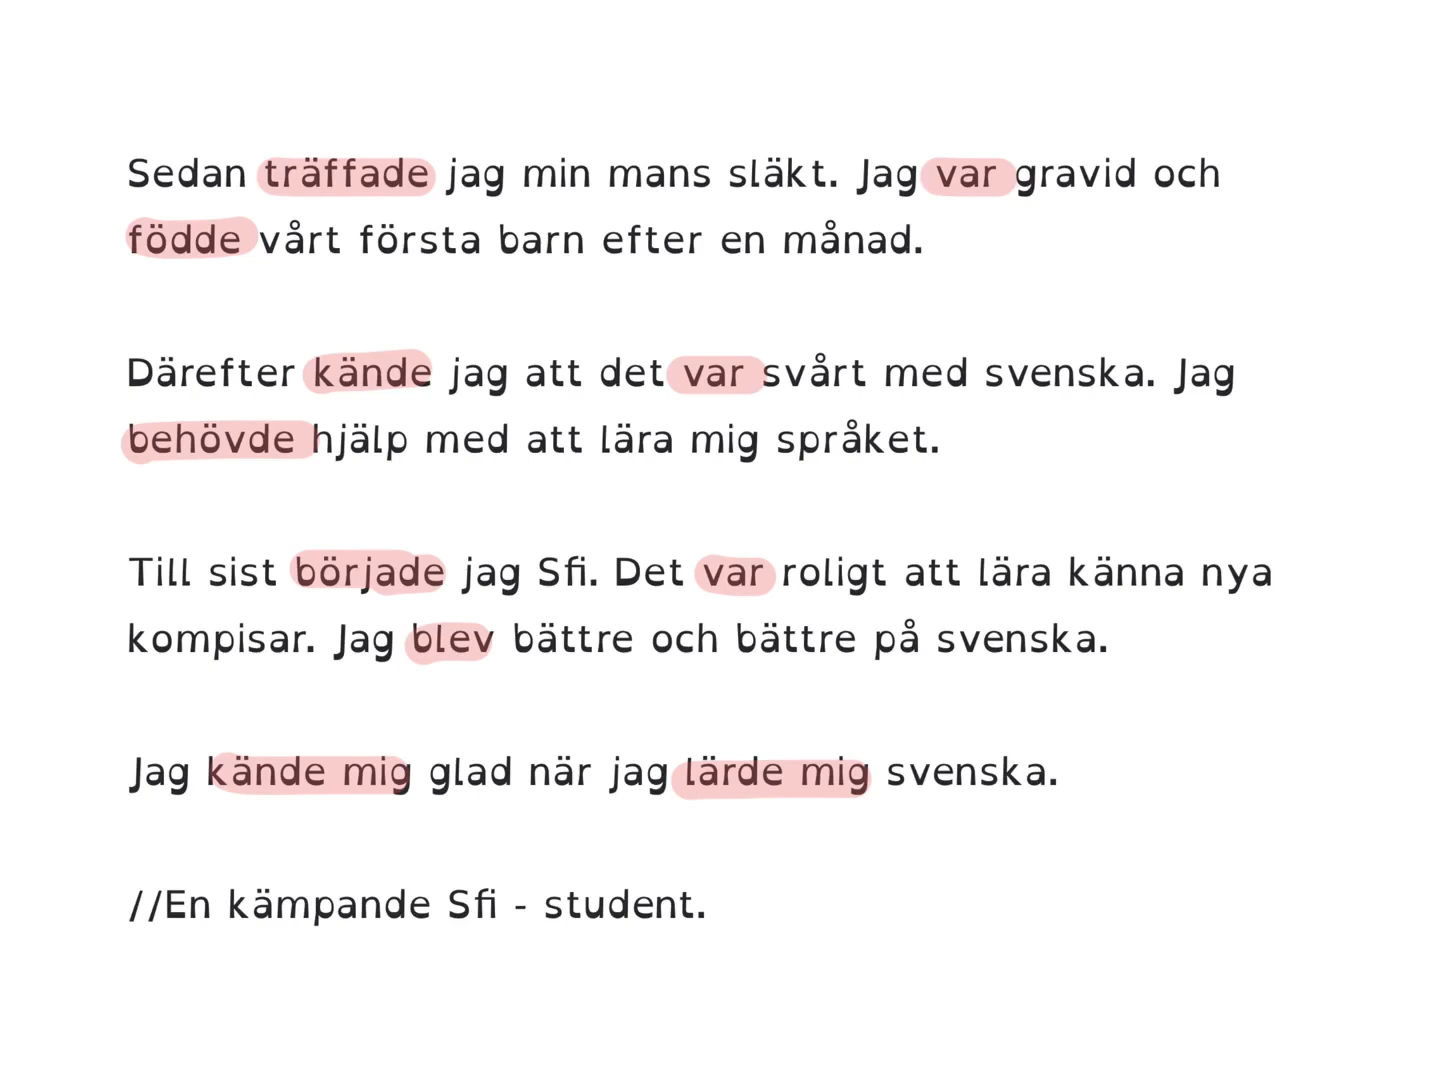 Sedan träffade jag min mans släkt. Jag var gravid och
födde vårt första barn efter en månad.
Därefter kände jag att det var svårt med svenska. Jag
behövde hjälp med att lära mig språket.
Till sist började jag Sfi. Det var roligt att lära känna nya
kompisar. Jag blev bättre och bättre på svenska.
Jag kände mig glad när jag lärde mig svenska.
//En kämpande Sfi - student.